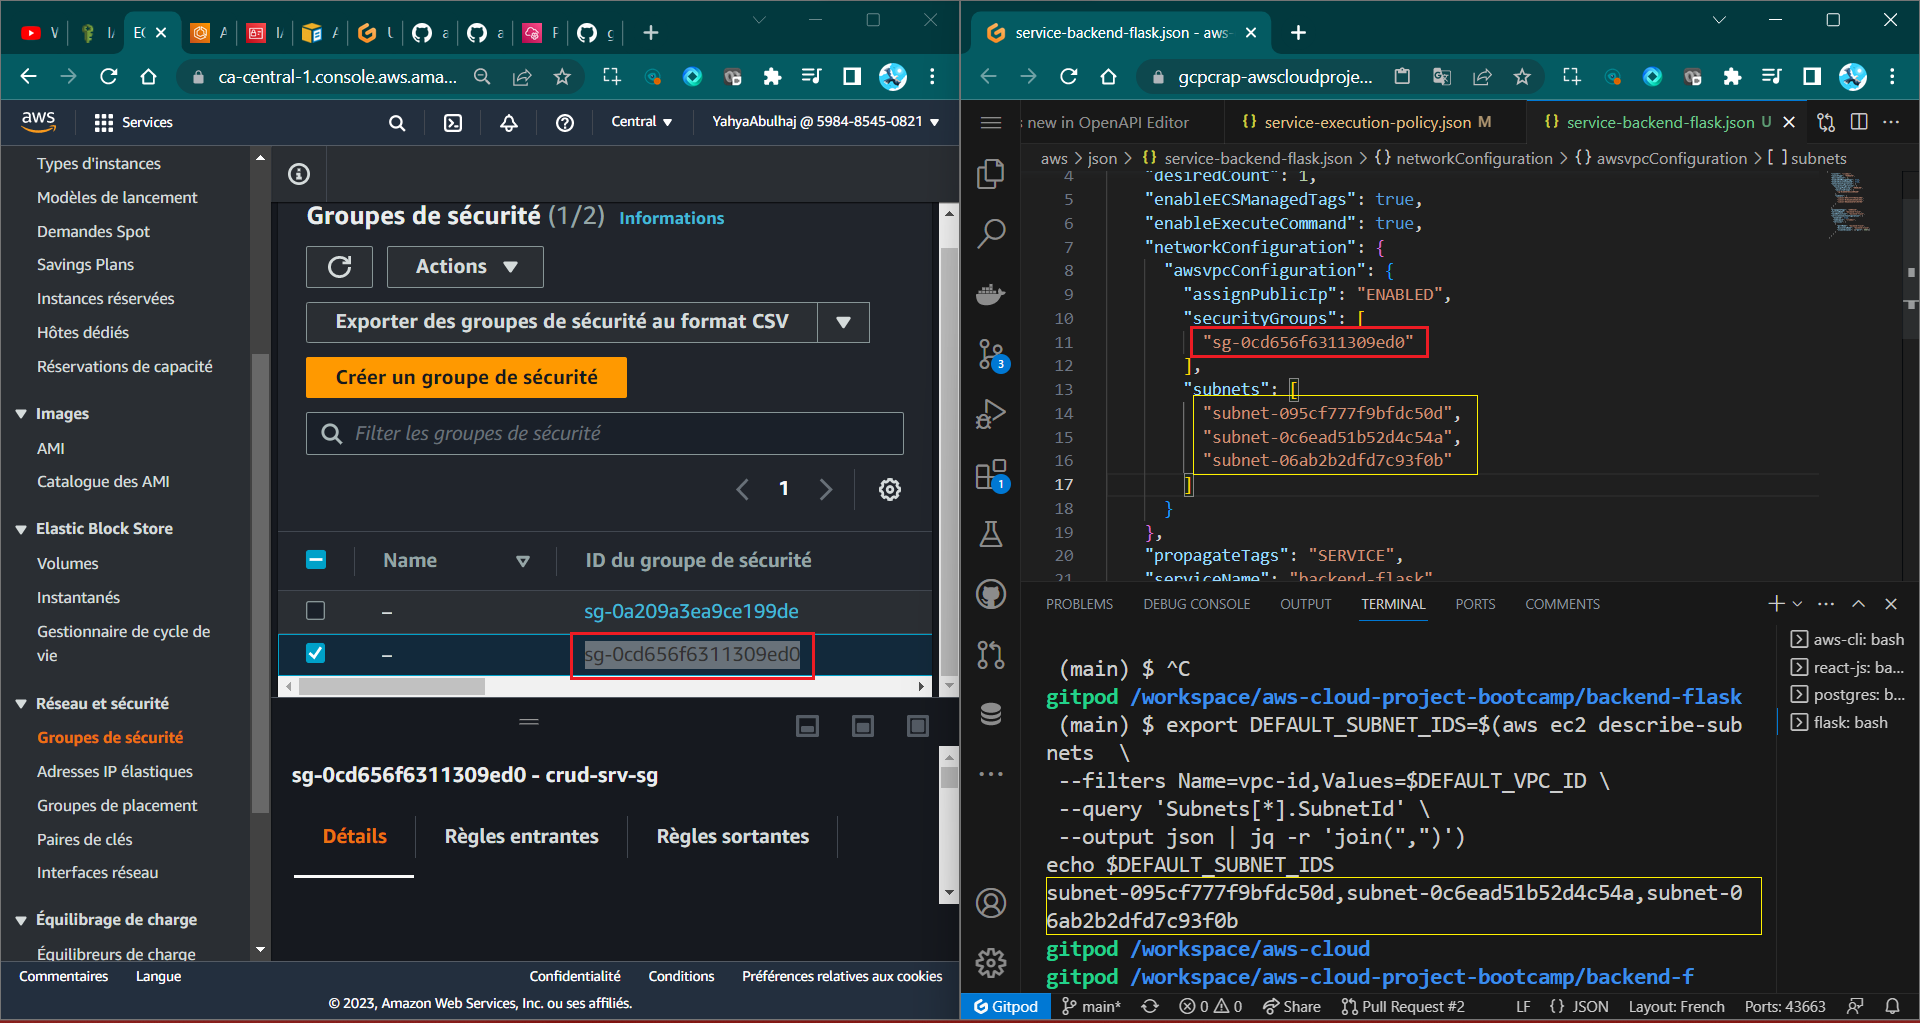 ca-central-1.console.aws.ama...
aws
Services
Central
YahyaAbulhaj @ 5984-8545-0821
Types d'instances
Modèles de lancement
Demandes Spot
Savings Plans
Instances réservées
Hôtes dédiés
Réservations de capacité
Images
AMI
Catalogue des AMI
Elastic Block Store
Volumes
Instantanés
Gestionnaire de cycle de
vie
Réseau et sécurité
Groupes de sécurité
Adresses IP élastiques
Groupes de placement
Paires de clés
Interfaces réseau
Équilibrage de charge
Équilibreurs de charge
Groupes de sécurité (1/2) Informations
Actions
Exporter des groupes de sécurité au format CSV
Créer un groupe de sécurité
Filter les groupes de sécurité
1
Name
ID du groupe de sécurité
– sg-0a209a3ea9ce199de
– sg-0cd656f6311309ed0
sg-0cd656f6311309ed0 - crud-srv-sg
Détails
Règles entrantes
Règles sortantes
Commentaires
Langue
Confidentialité
Conditions
Préférences relatives aux cookies
© 2023, Amazon Web Services, Inc. ou ses affiliés.
service-backend-flask.json - aws-
gcpcrap-awscloudproje...
s new in OpenAPI Editor
{} service-execution-policy.json M
{} service-backend-flask.json U
aws > json > {} service-backend-flask.json > {} networkConfiguration > {} awsvpcConfiguration > [ ] subnets
4 "desiredCount": 1,
5 "enableECSManagedTags": true,
6 "enableExecuteCommand": true,
7 "networkConfiguration": {
8 "awsvpcConfiguration": {
9 "assignPublicIp": "ENABLED",
10 "securityGroups": [
11 "sg-0cd656f6311309ed0"
12 ],
13 "subnets": [
14 "subnet-095cf777f9bfdc50d",
15 "subnet-0c6ead51b52d4c54a",
16 "subnet-06ab2b2dfd7c93f0b"
17 ]
18 }
19 },
20 "propagateTags": "SERVICE",
21 "serviceName": "backend-flask"
3
1
PROBLEMS
DEBUG CONSOLE
OUTPUT
TERMINAL
PORTS
COMMENTS
aws-cli: bash
react-js: ba...
postgres: b...
flask: bash
(main) $ ^C
gitpod /workspace/aws-cloud-project-bootcamp/backend-flask
(main) $ export DEFAULT_SUBNET_IDS=$(aws ec2 describe-sub
nets \
--filters Name=vpc-id,Values=$DEFAULT_VPC_ID \
--query 'Subnets[*].SubnetId' \
--output json | jq -r 'join(",")')
echo $DEFAULT_SUBNET_IDS
subnet-095cf777f9bfdc50d,subnet-0c6ead51b52d4c54a,subnet-0
6ab2b2dfd7c93f0b
gitpod /workspace/aws-cloud
gitpod /workspace/aws-cloud-project-bootcamp/backend-f
Gitpod
main*
0
0
Share
Pull Request #2
LF
{} JSON
Layout: French
Ports: 43663